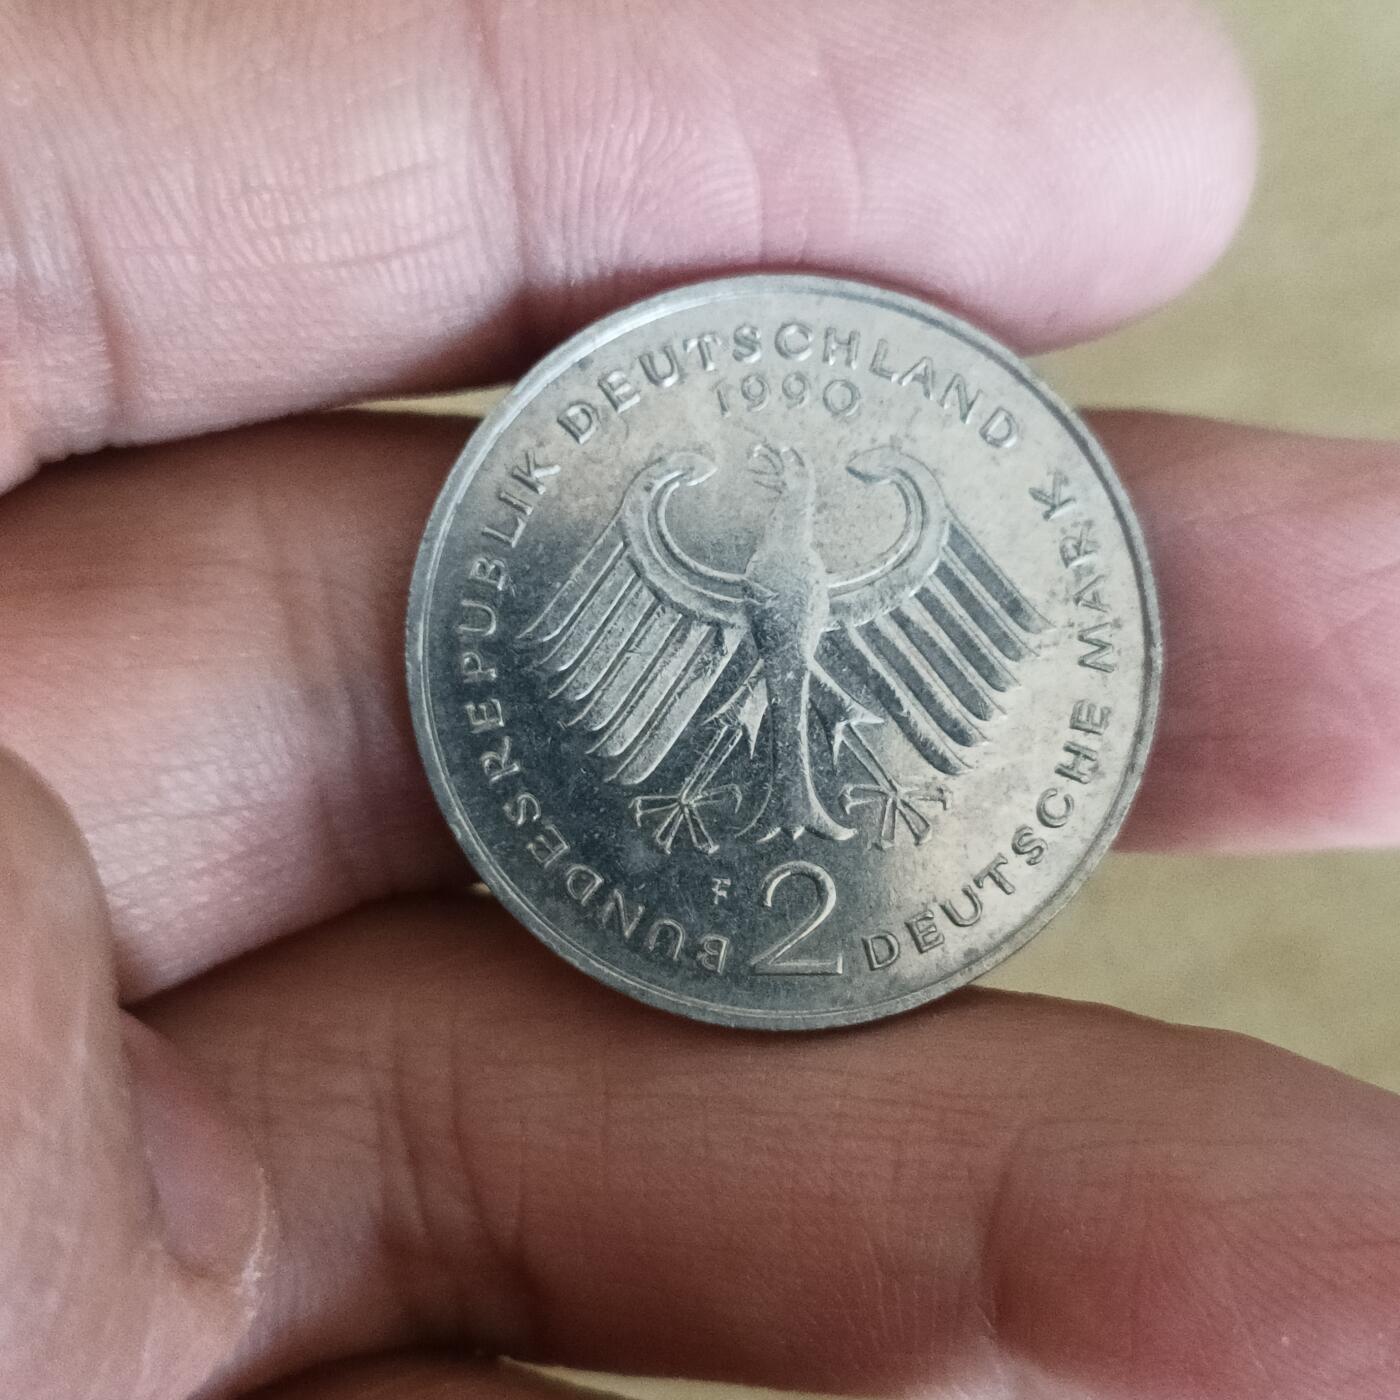 BUNDESREPUBLIK DEUTSCHLAND
1990
F
2
DEUTSCHE MARK